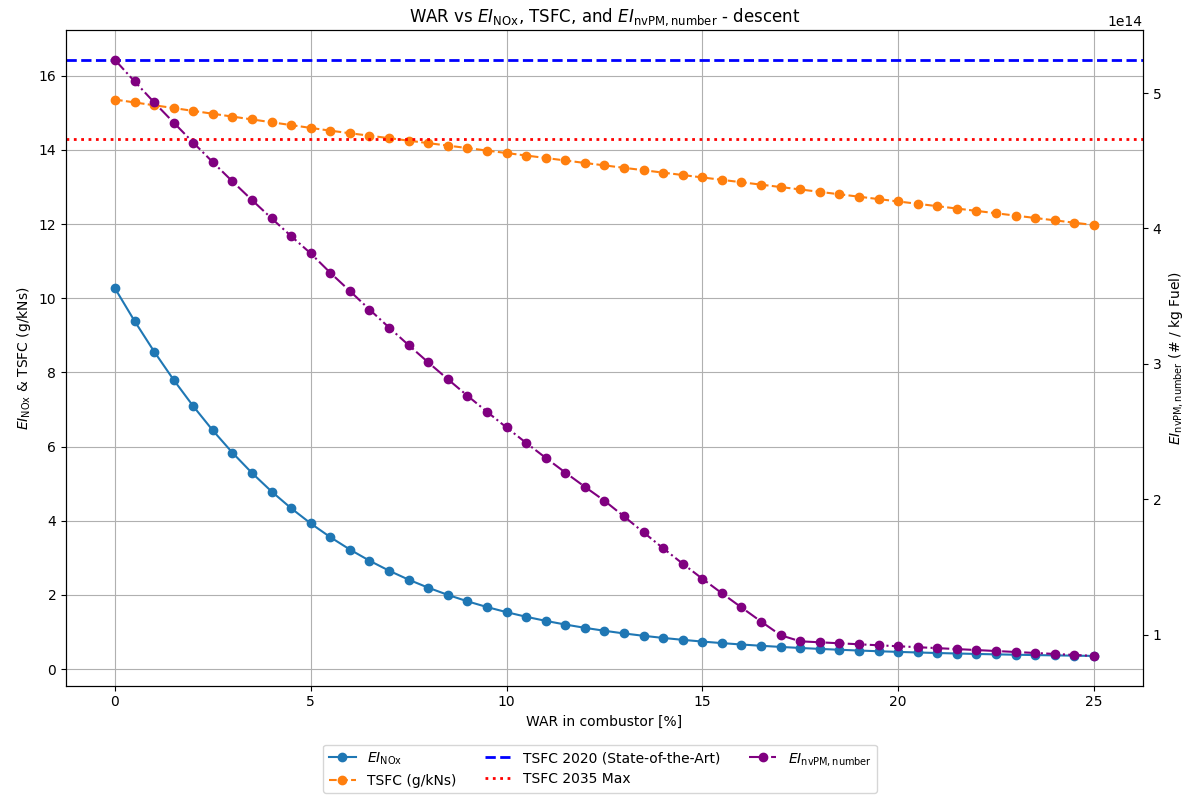 WAR vs EI_NOx, TSFC, and EI_nvPM, number - descent
1e14
16
14
12
10
8
6
4
2
0
EI_NOx & TSFC (g/kNs)
5
4
3
2
1
EI_nvPM, number (# / kg Fuel)
0
5
10
15
20
25
WAR in combustor [%]
EI_NOx
TSFC (g/kNs)
TSFC 2020 (State-of-the-Art)
TSFC 2035 Max
EI_nvPM, number